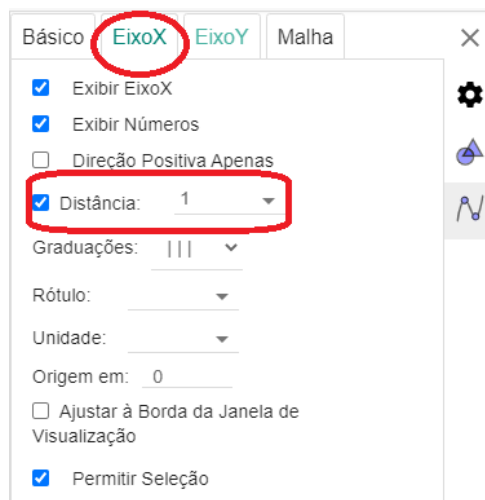 Básico EixoX EixoY Malha
Exibir EixoX
Exibir Números
Direção Positiva Apenas
Distância: 1
Graduações: | | |
Rótulo:
Unidade:
Origem em: 0
Ajustar à Borda da Janela de
Visualização
Permitir Seleção